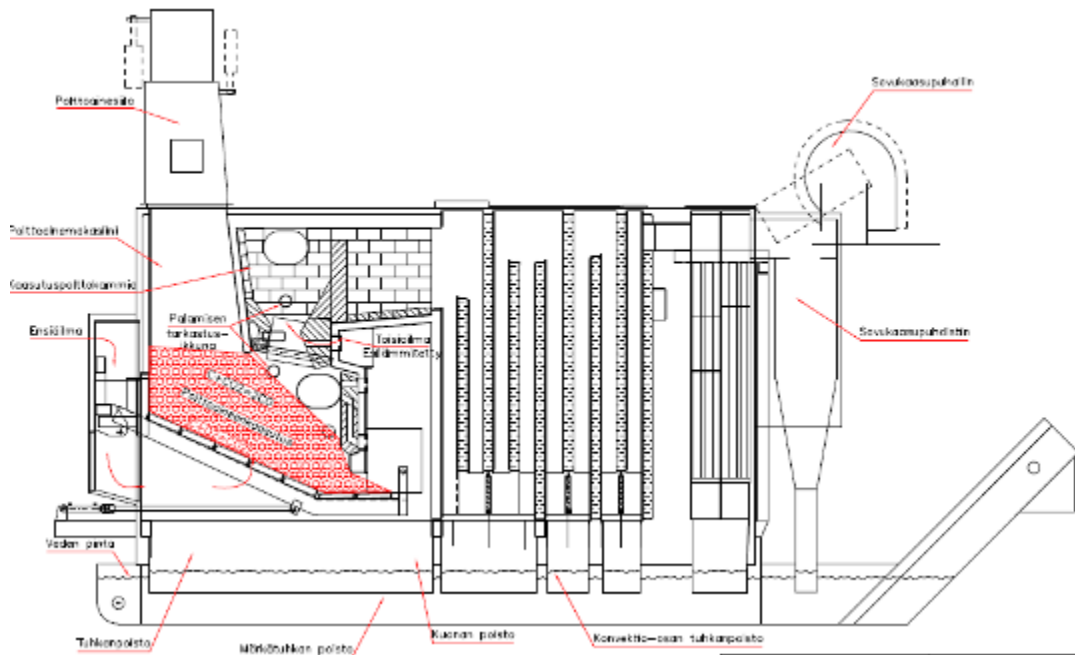 Savukaasupuhallin
Polttoainesiilo
Polttoainemakasiini
Kaasutuspolttokammio
Palamisen
tarkastus-
ikkuna
Ensiöilma
Toisioilma
Savukaasupuhdistin
Veden pinta
Tuhkanpoisto
Märkätuhkan poisto
Kuonan poisto
Konvektio-osan tuhkanpoisto